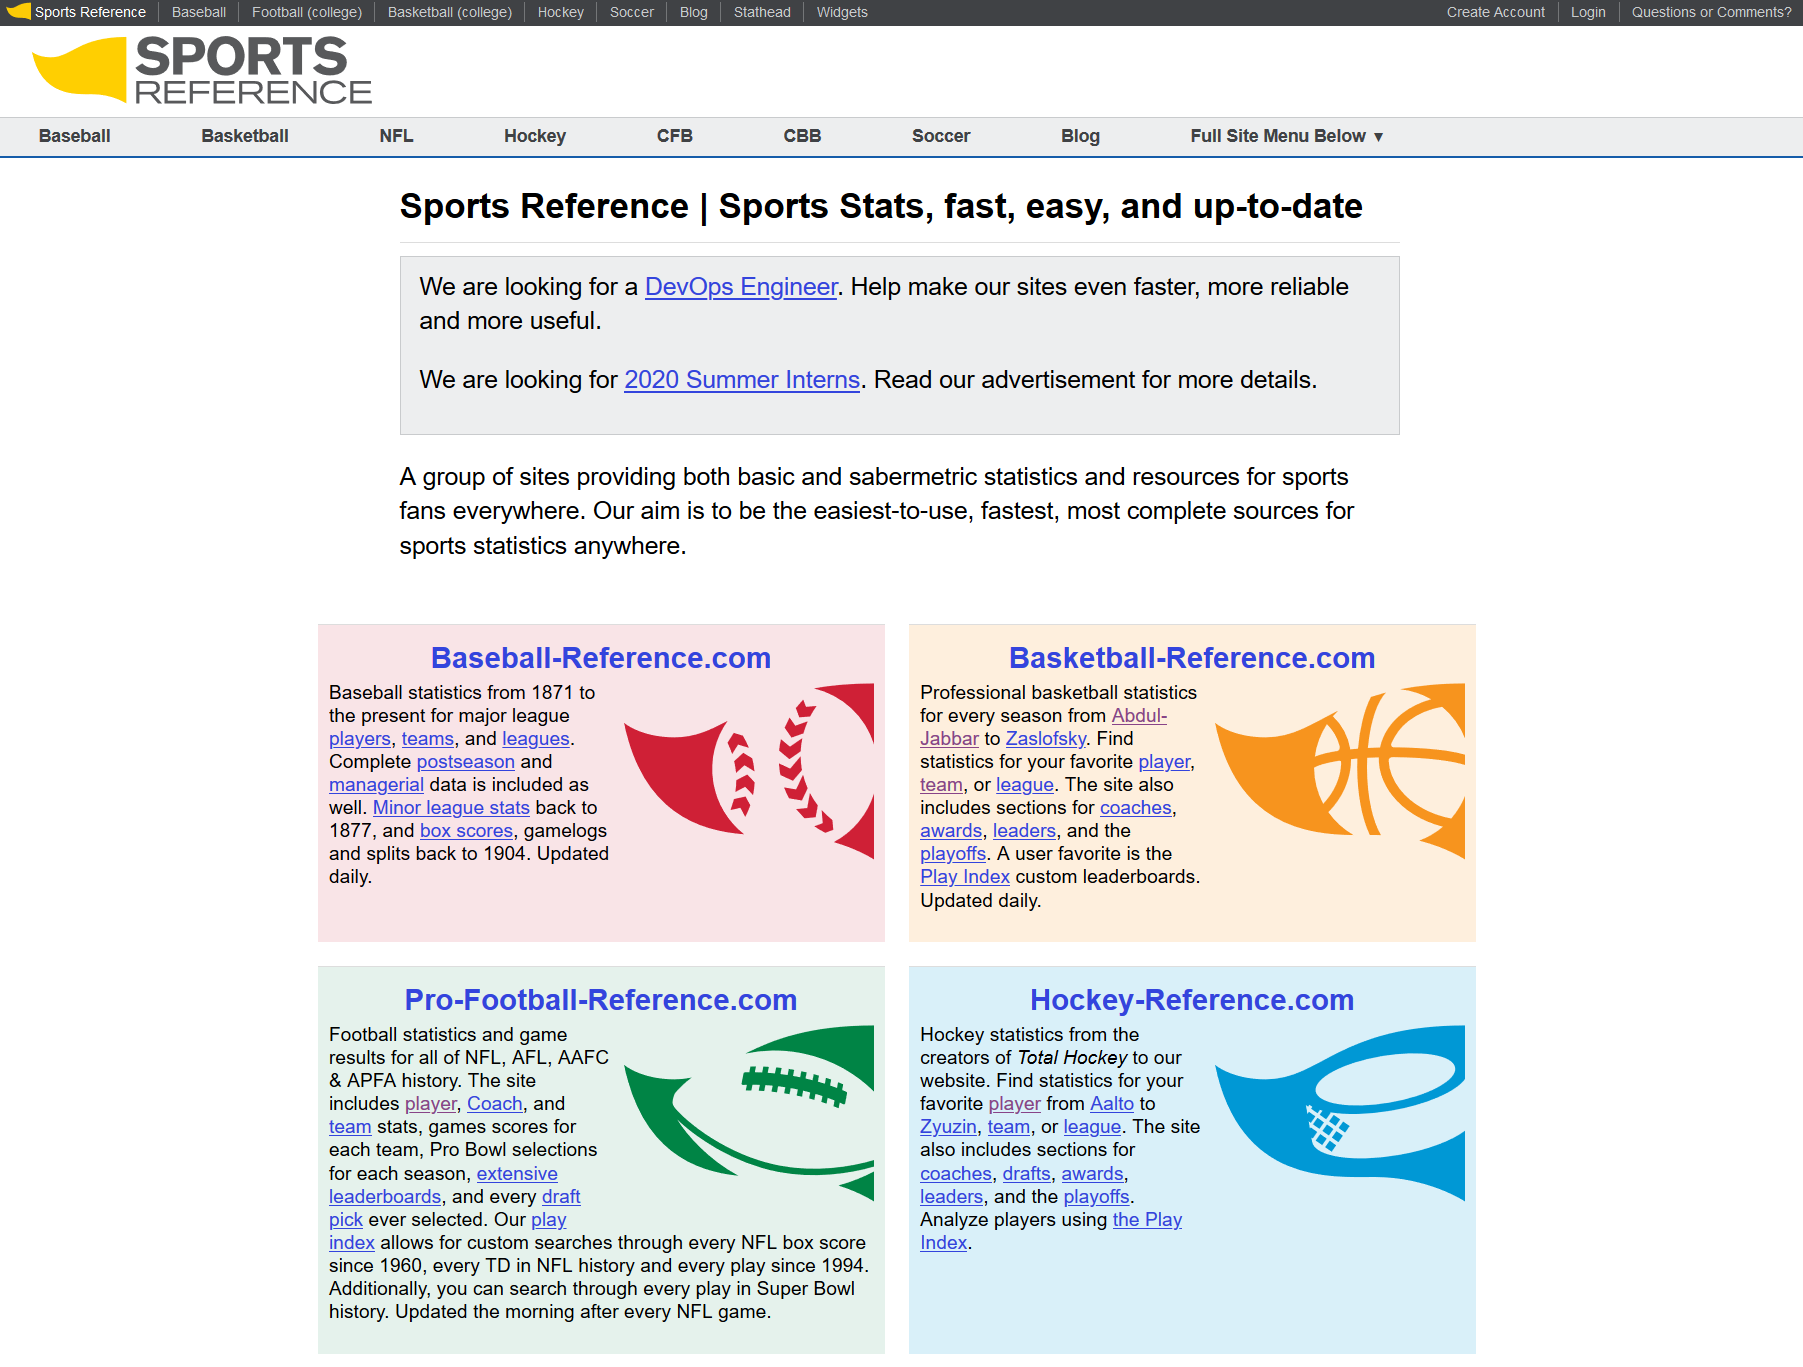 Sports Reference Baseball Football (college) Basketball (college) Hockey Soccer Blog Stathead Widgets Create Account Login Questions or Comments?
SPORTS
REFERENCE
Baseball Basketball NFL Hockey CFB CBB Soccer Blog Full Site Menu Below ▼
Sports Reference | Sports Stats, fast, easy, and up-to-date
We are looking for a DevOps Engineer. Help make our sites even faster, more reliable
and more useful.
We are looking for 2020 Summer Interns. Read our advertisement for more details.
A group of sites providing both basic and sabermetric statistics and resources for sports
fans everywhere. Our aim is to be the easiest-to-use, fastest, most complete sources for
sports statistics anywhere.
Baseball-Reference.com
Baseball statistics from 1871 to
the present for major league
players, teams, and leagues.
Complete postseason and
managerial data is included as
well. Minor league stats back to
1877, and box scores, gamelogs
and splits back to 1904. Updated
daily.
Basketball-Reference.com
Professional basketball statistics
for every season from Abdul-
Jabbar to Zaslofsky. Find
statistics for your favorite player,
team, or league. The site also
includes sections for coaches,
awards, leaders, and the
playoffs. A user favorite is the
Play Index custom leaderboards.
Updated daily.
Pro-Football-Reference.com
Football statistics and game
results for all of NFL, AFL, AAFC
& APFA history. The site
includes player, Coach, and
team stats, games scores for
each team, Pro Bowl selections
for each season, extensive
leaderboards, and every draft
pick ever selected. Our play
index allows for custom searches through every NFL box score
since 1960, every TD in NFL history and every play since 1994.
Additionally, you can search through every play in Super Bowl
history. Updated the morning after every NFL game.
Hockey-Reference.com
Hockey statistics from the
creators of Total Hockey to our
website. Find statistics for your
favorite player from Aalto to
Zyuzin, team, or league. The site
also includes sections for
coaches, drafts, awards,
leaders, and the playoffs.
Analyze players using the Play
Index.